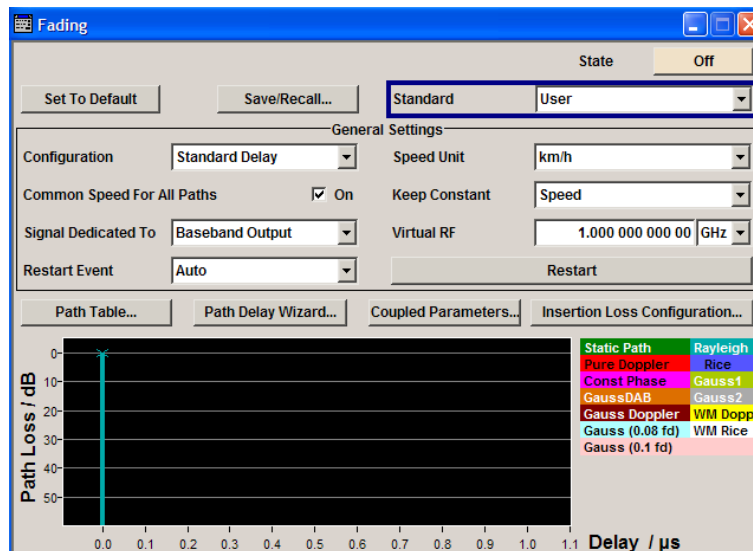 Fading
State Off
Set To Default Save/Recall... Standard User
General Settings
Configuration Standard Delay Speed Unit km/h
Common Speed For All Paths On Keep Constant Speed
Signal Dedicated To Baseband Output Virtual RF 1.000 000 000 00 GHz
Restart Event Auto Restart
Path Table... Path Delay Wizard... Coupled Parameters... Insertion Loss Configuration...
Static Path Rayleigh
Pure Doppler Rice
Const Phase Gauss1
GaussDAB Gauss2
Gauss Doppler WM Dopp
Gauss (0.08 fd) WM Rice
Gauss (0.1 fd)
Path Loss / dB
0
10
20
30
40
50
0.0 0.1 0.2 0.3 0.4 0.5 0.6 0.7 0.8 0.9 1.0 1.1 Delay / µs